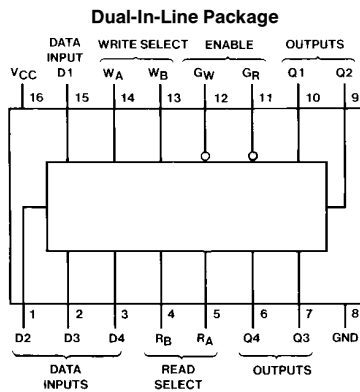 Dual-In-Line Package
DATA INPUT WRITE SELECT ENABLE OUTPUTS
VCC D1 WA WB GW GR Q1 Q2
16 15 14 13 12 11 10 9
1 2 3 4 5 6 7 8
D2 D3 D4 RB RA Q4 Q3 GND
DATA READ OUTPUTS
INPUTS SELECT